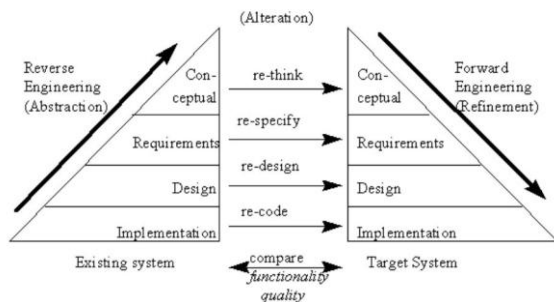 (Alteration)
Reverse
Engineering
(Abstraction)
Con-
ceptual
Requirements
Design
Implementation
Existing system
re-think
re-specify
re-design
re-code
compare
functionality
quality
Con-
ceptual
Requirements
Design
Implementation
Target System
Forward
Engineering
(Refinement)